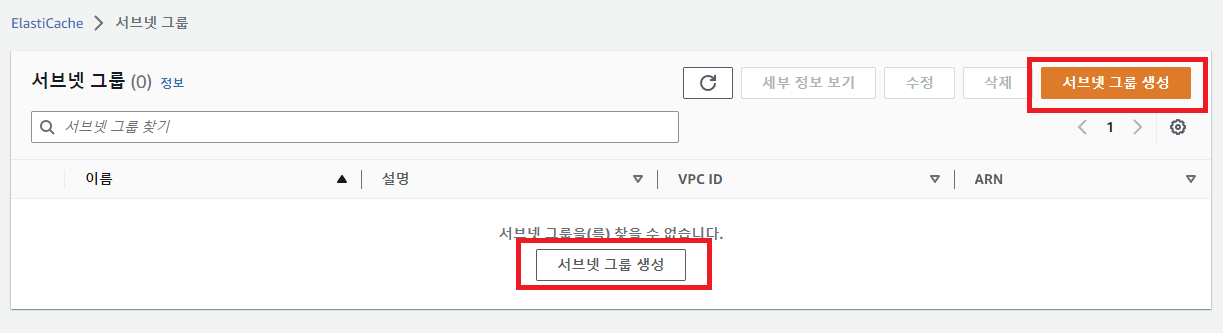 ElastiCache > 서브넷 그룹
서브넷 그룹 (0) 정보
세부 정보 보기 수정 삭제 서브넷 그룹 생성
서브넷 그룹 찾기
1
이름 설명 VPC ID ARN
서브넷 그룹을(를) 찾을 수 없습니다.
서브넷 그룹 생성